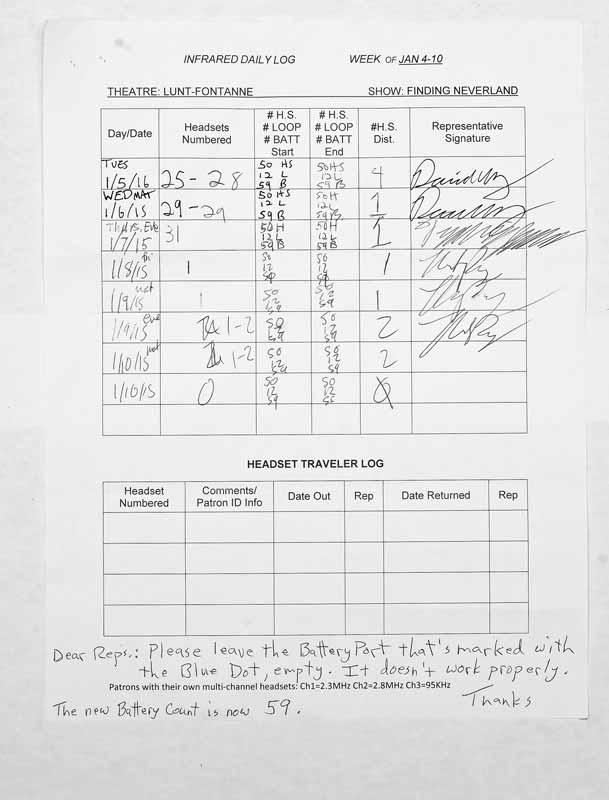 INFRARED DAILY LOG WEEK OF JAN 4-10
THEATRE: LUNT-FONTANNE SHOW: FINDING NEVERLAND
Day/Date Headsets Numbered # H.S. # LOOP # BATT Start # H.S. # LOOP # BATT End #H.S. Dist. Representative Signature
TUES 1/5/16 25-28 50 HS 12 L 59 B 50 HS 12 L 59 B 4
WED MAT 1/6/15 29-29 50 HS 12 L 59 B 50 H 12 L 59 B 1
Thurs, Eve 1/7/15 31 50 H 12 L 59 B 50 H 12 L 59 B 1
Fri 1/8/15 1 50 12 59 50 12 59 1
mat 1/9/15 1 50 12 59 50 12 59 1
eve 1/9/15 1-2 50 12 59 50 12 59 2
mat 1/10/15 1-2 50 12 59 50 12 59 2
1/10/15 0 50 12 59 50 12 0
HEADSET TRAVELER LOG
Headset Numbered Comments/ Patron ID Info Date Out Rep Date Returned Rep
Dear Reps.: Please leave the Battery Port that's marked with
the Blue Dot, empty. It doesn't work properly.
Patrons with their own multi-channel headsets: Ch1=2.3MHz Ch2=2.8MHz Ch3=95KHz
Thanks
The new Battery Count is now 59.